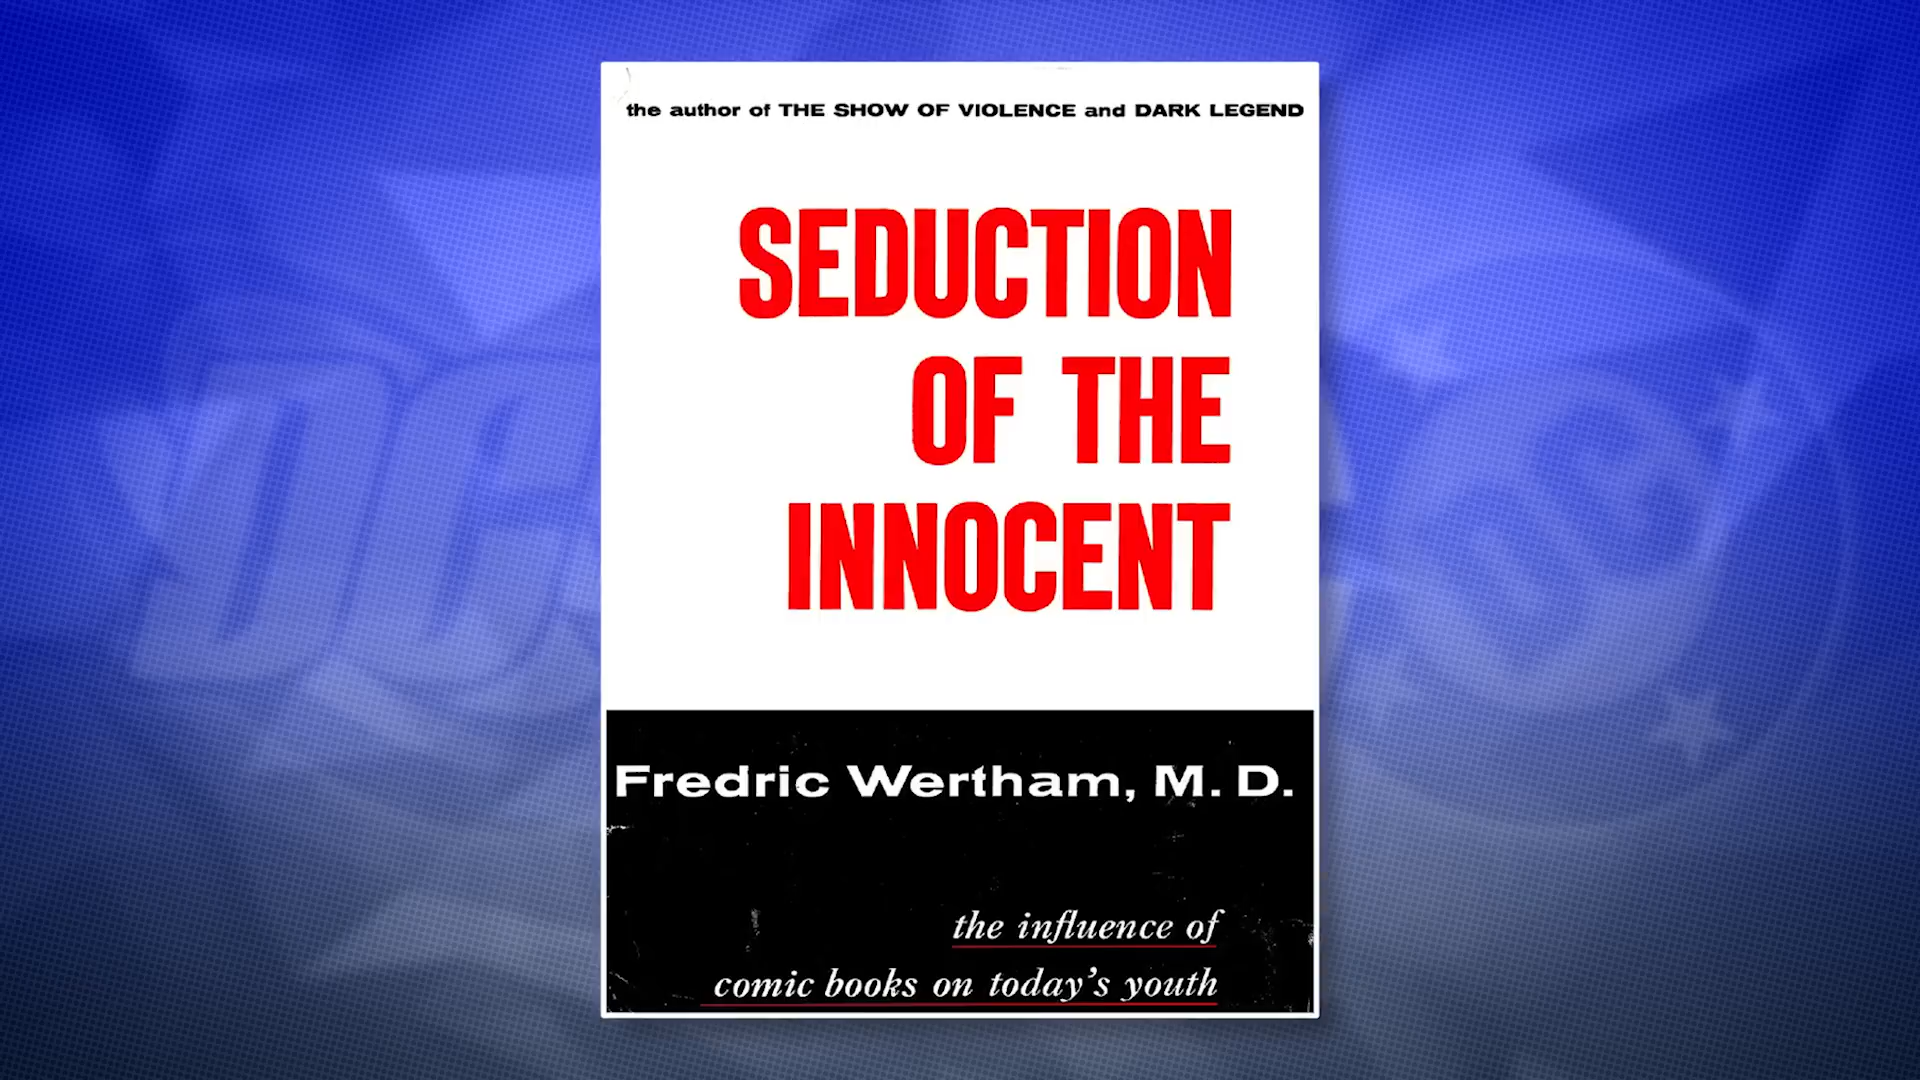 the author of THE SHOW OF VIOLENCE and DARK LEGEND
SEDUCTION
OF THE
INNOCENT
Fredric Wertham, M. D.
the influence of
comic books on today's youth
DC